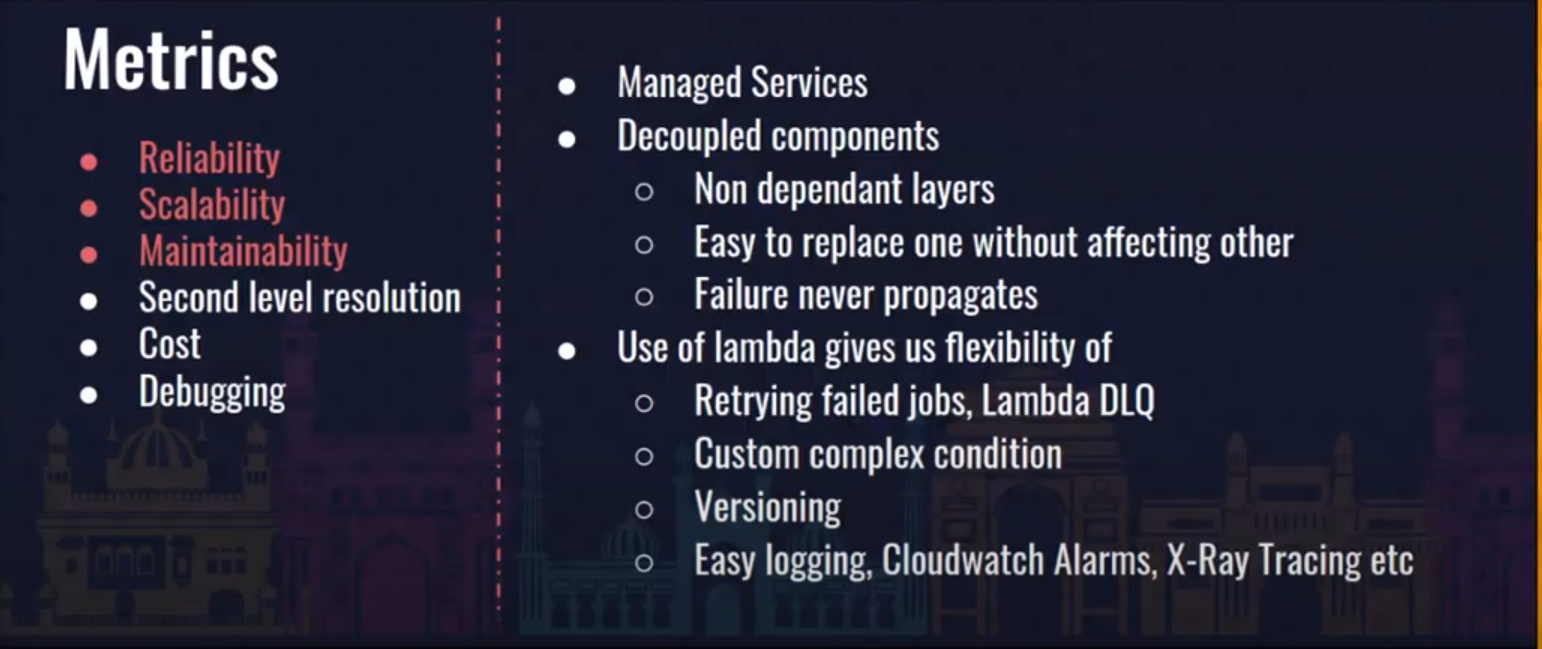 Metrics
● Reliability
● Scalability
● Maintainability
● Second level resolution
● Cost
● Debugging
● Managed Services
● Decoupled components
○ Non dependant layers
○ Easy to replace one without affecting other
○ Failure never propagates
● Use of lambda gives us flexibility of
○ Retrying failed jobs, Lambda DLQ
○ Custom complex condition
○ Versioning
○ Easy logging, Cloudwatch Alarms, X-Ray Tracing etc